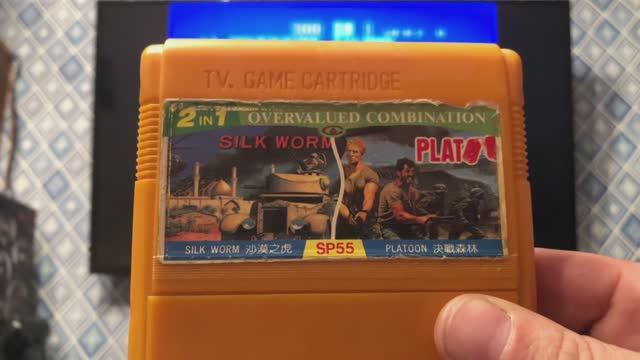 TV. GAME CARTRIDGE
2 IN 1 OVERVALUED COMBINATION
SILK WORM
PLATOON
SILK WORM 沙漠之虎 SP55 PLATOON 決戰森林